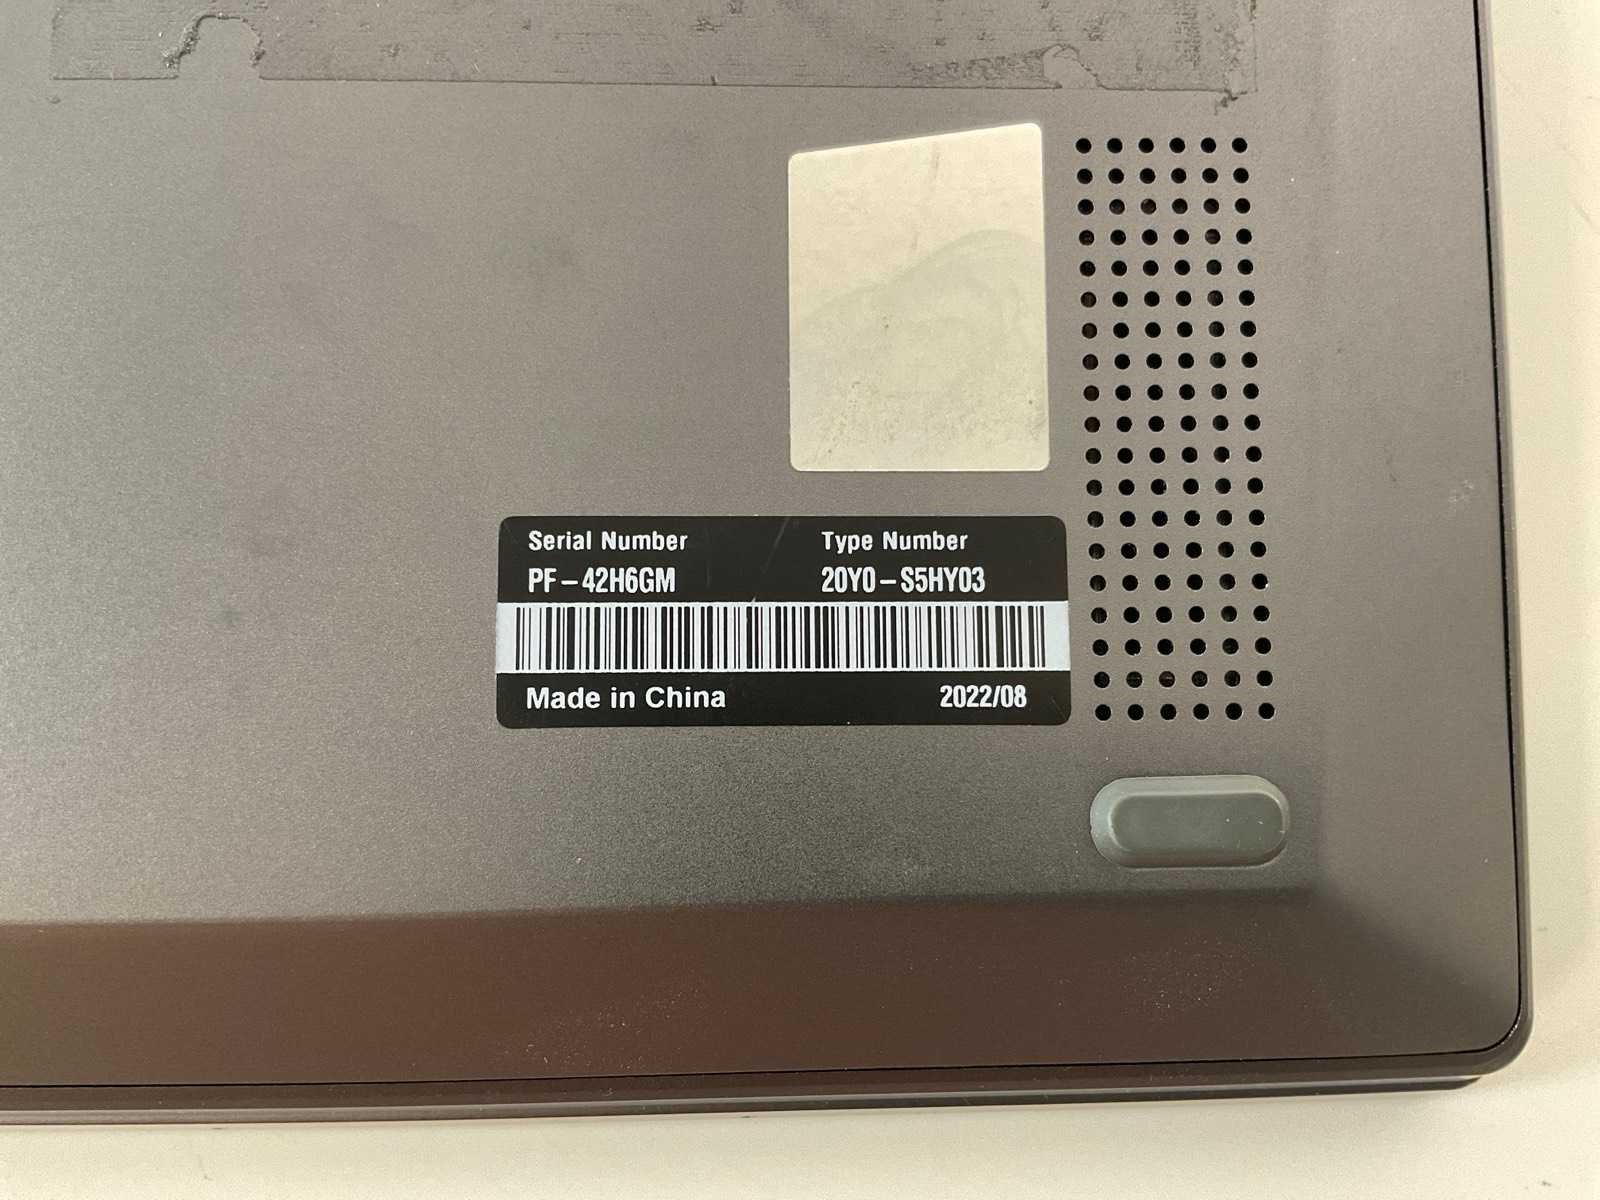 Serial Number Type Number
PF-42H6GM 20Y0-S5HY03
Made in China 2022/08